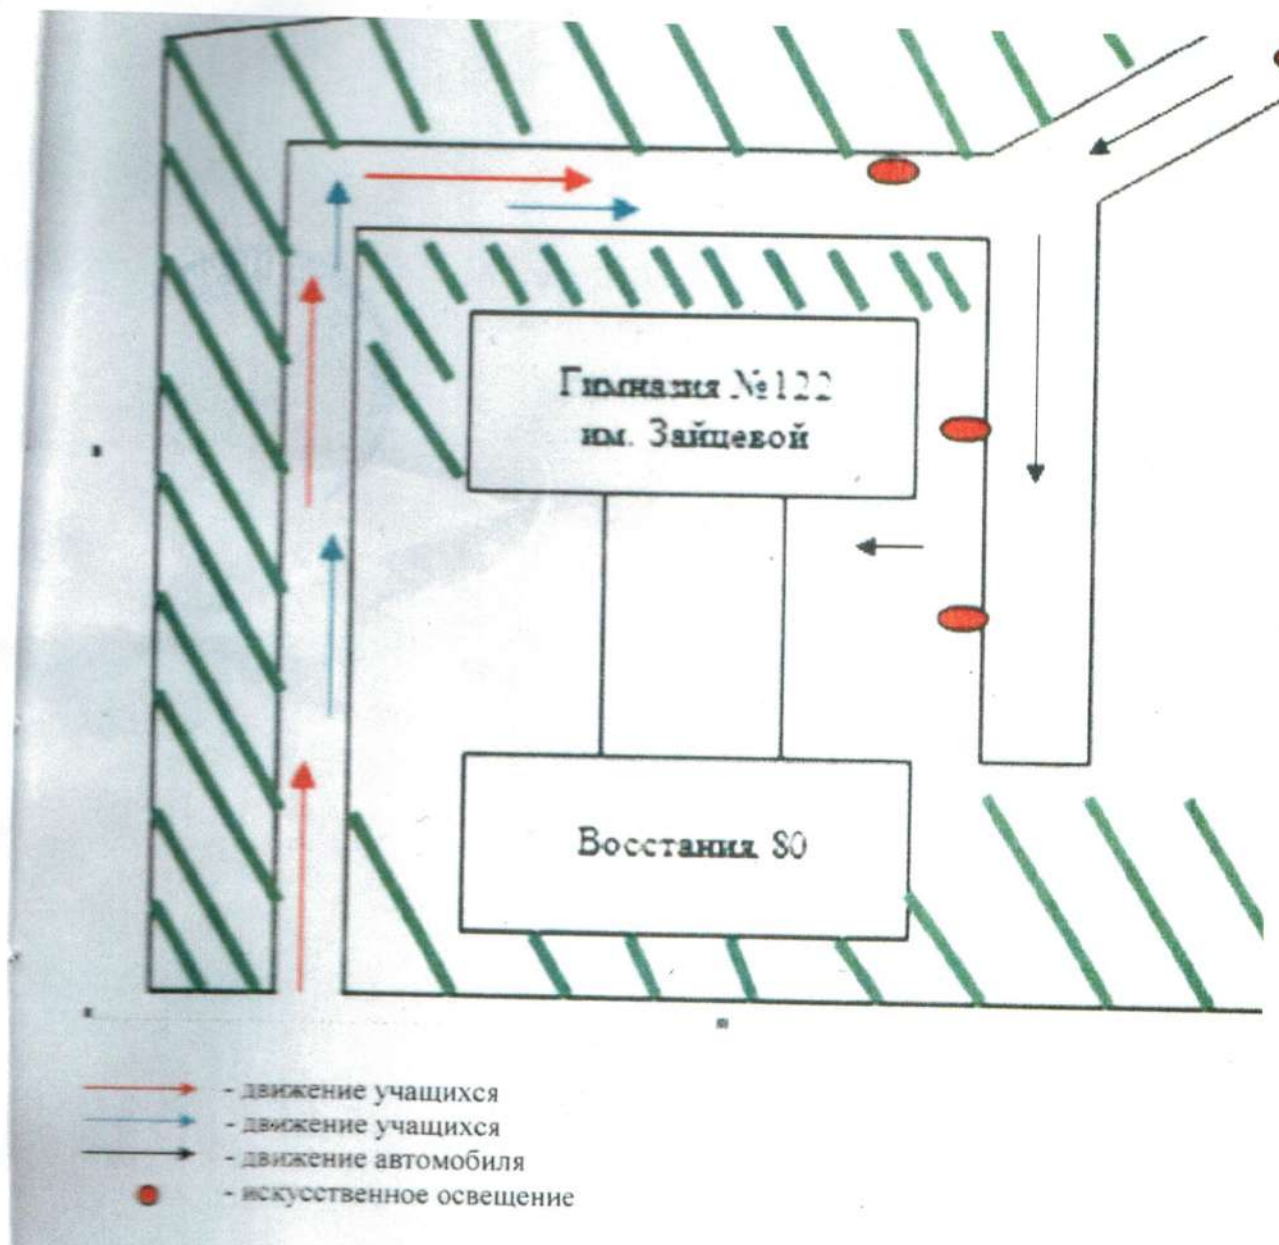 Гимназия №122
им. Зайцевой
Восстания 80
- движение учащихся
- движение учащихся
- движение автомобиля
- искусственное освещение